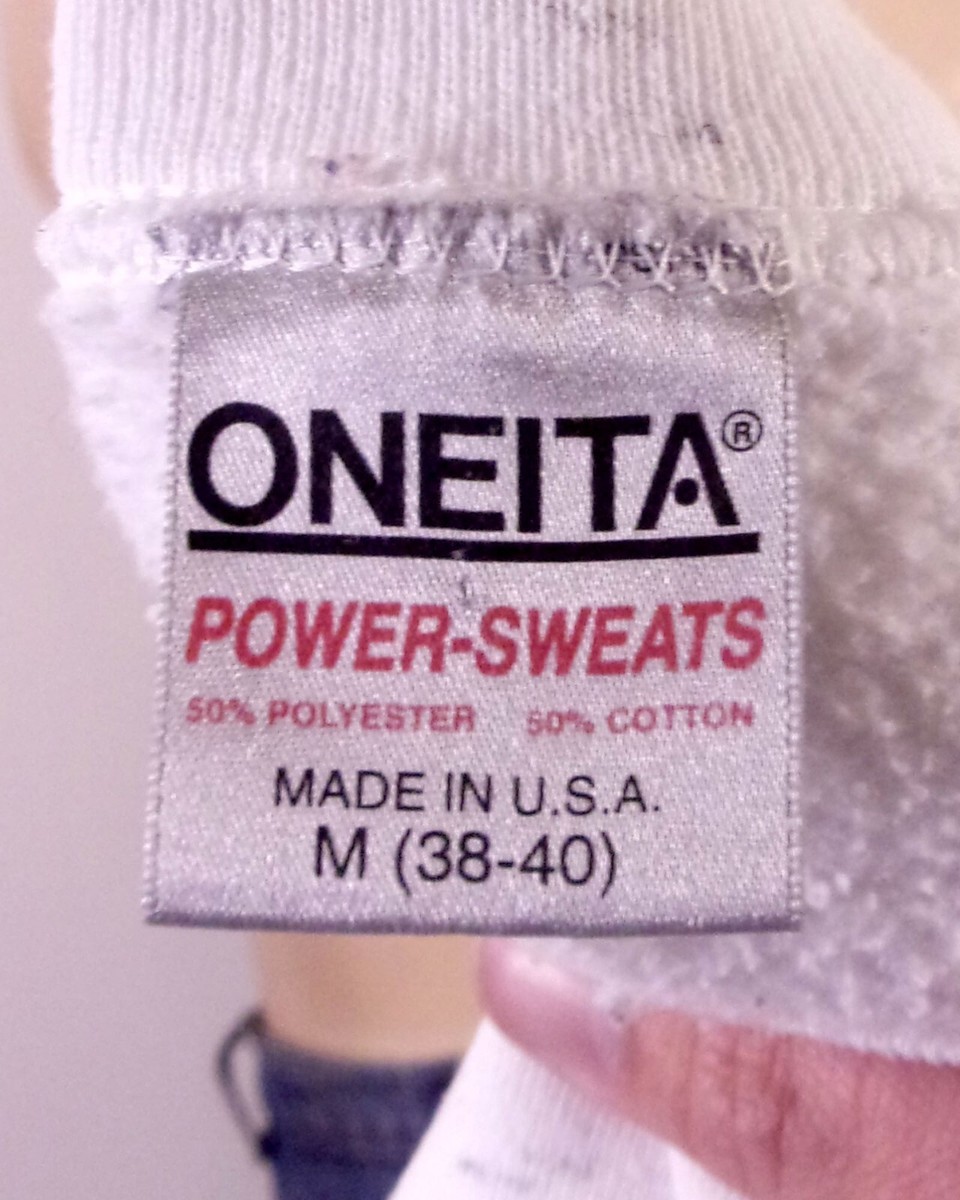 ONEITA®
POWER-SWEATS
50% POLYESTER 50% COTTON
MADE IN U.S.A.
M (38-40)